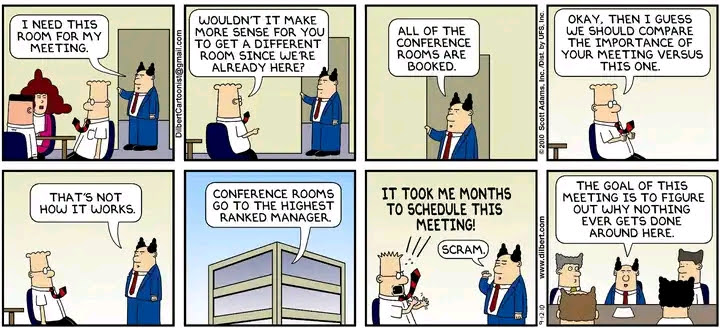 I NEED THIS
ROOM FOR MY
MEETING.
DilbertCartoonist@gmail.com
WOULDN'T IT MAKE
MORE SENSE FOR YOU
TO GET A DIFFERENT
ROOM SINCE WE'RE
ALREADY HERE?
ALL OF THE
CONFERENCE
ROOMS ARE
BOOKED.
©2010 Scott Adams, Inc./Dist. by UFS, Inc.
OKAY, THEN I GUESS
WE SHOULD COMPARE
THE IMPORTANCE OF
YOUR MEETING VERSUS
THIS ONE.
THAT'S NOT
HOW IT WORKS.
CONFERENCE ROOMS
GO TO THE HIGHEST
RANKED MANAGER.
IT TOOK ME MONTHS
TO SCHEDULE THIS
MEETING!
SCRAM.
9-12-10 www.dilbert.com
THE GOAL OF THIS
MEETING IS TO FIGURE
OUT WHY NOTHING
EVER GETS DONE
AROUND HERE.